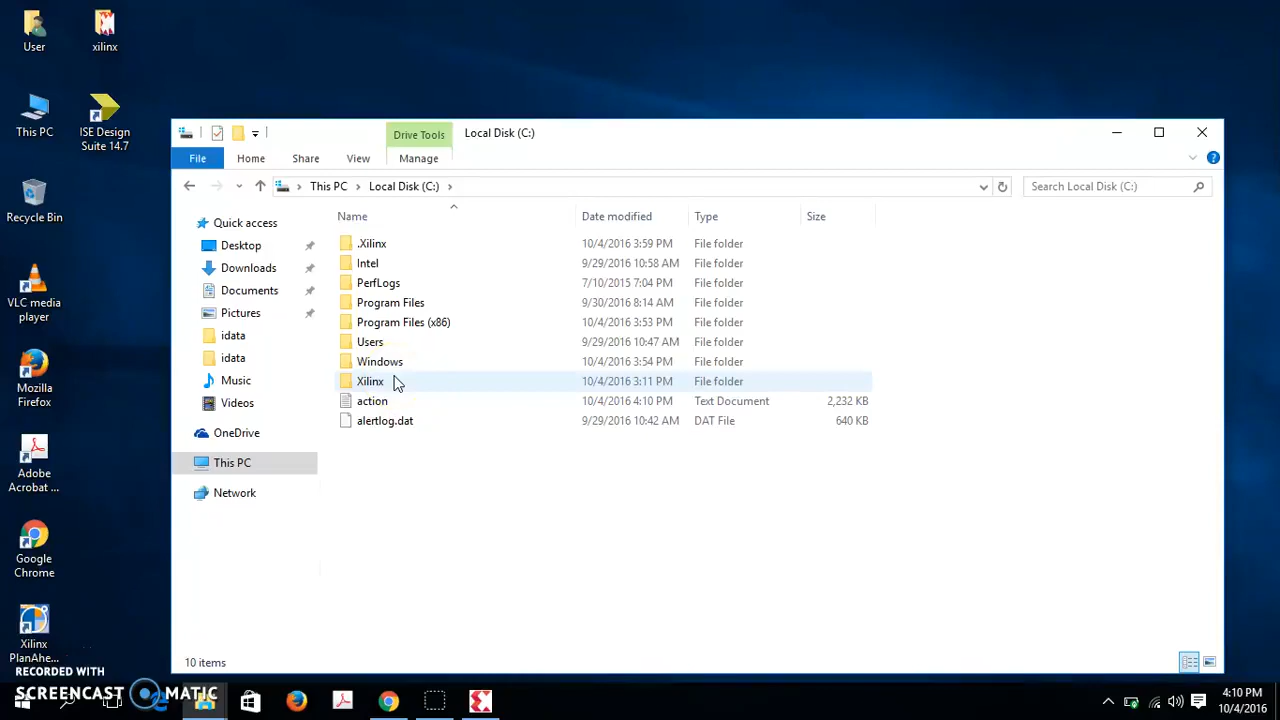 User
xilinx
This PC
ISE Design
Suite 14.7
Recycle Bin
VLC media
player
Mozilla
Firefox
Adobe
Acrobat ...
Google
Chrome
Xilinx
PlanAhe...
Drive Tools
Local Disk (C:)
File
Home
Share
View
Manage
This PC
Local Disk (C:)
Search Local Disk (C:)
Quick access
Desktop
Downloads
Documents
Pictures
idata
idata
Music
Videos
OneDrive
This PC
Network
Name Date modified Type Size
.Xilinx 10/4/2016 3:59 PM File folder
Intel 9/29/2016 10:58 AM File folder
PerfLogs 7/10/2015 7:04 PM File folder
Program Files 9/30/2016 8:14 AM File folder
Program Files (x86) 10/4/2016 3:53 PM File folder
Users 9/29/2016 10:47 AM File folder
Windows 10/4/2016 3:54 PM File folder
Xilinx 10/4/2016 3:11 PM File folder
action 10/4/2016 4:10 PM Text Document 2,232 KB
alertlog.dat 9/29/2016 10:42 AM DAT File 640 KB
10 items
RECORDED WITH
SCREENCAST MATIC
4:10 PM
10/4/2016